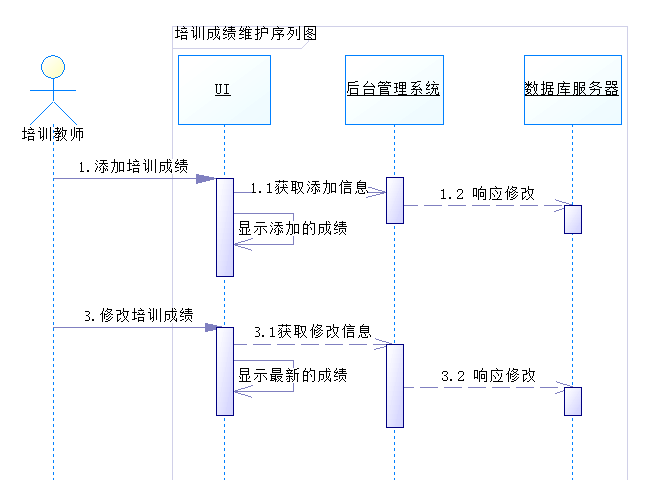 培训成绩维护序列图
UI
后台管理系统
数据库服务器
培训教师
1.添加培训成绩
1.1获取添加信息
1.2 响应修改
显示添加的成绩
3.修改培训成绩
3.1获取修改信息
显示最新的成绩
3.2 响应修改